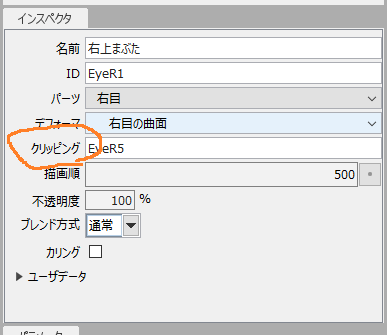 インスペクタ
名前 右上まぶた
ID EyeR1
パーツ 右目
デフォーマ 右目の曲面
クリッピング EyeR5
描画順 500
不透明度 100 %
ブレンド方式 通常
カリング
ユーザデータ
パラメータ